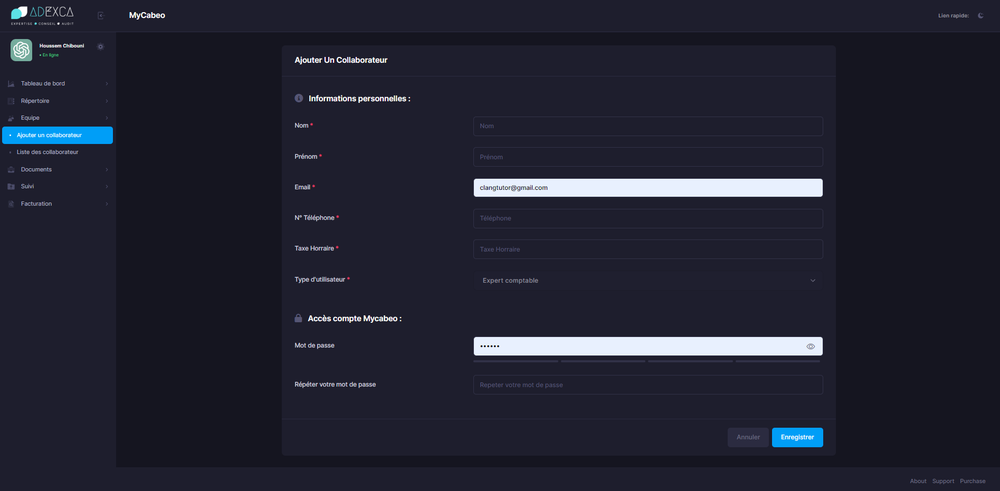 ADEXCA
EXPERTISE CONSEIL AUDIT
MyCabeo
Lien rapide:
Houssem Chibouni
En ligne
Tableau de bord
Répertoire
Equipe
Ajouter un collaborateur
Liste des collaborateur
Documents
Suivi
Facturation
Ajouter Un Collaborateur
Informations personnelles :
Nom * Nom
Prénom * Prénom
Email * clangtutor@gmail.com
N° Téléphone * Téléphone
Taxe Horraire * Taxe Horraire
Type d'utilisateur * Expert comptable
Accès compte Mycabeo :
Mot de passe ••••••
Répéter votre mot de passe Repeter votre mot de passe
Annuler Enregistrer
About Support Purchase